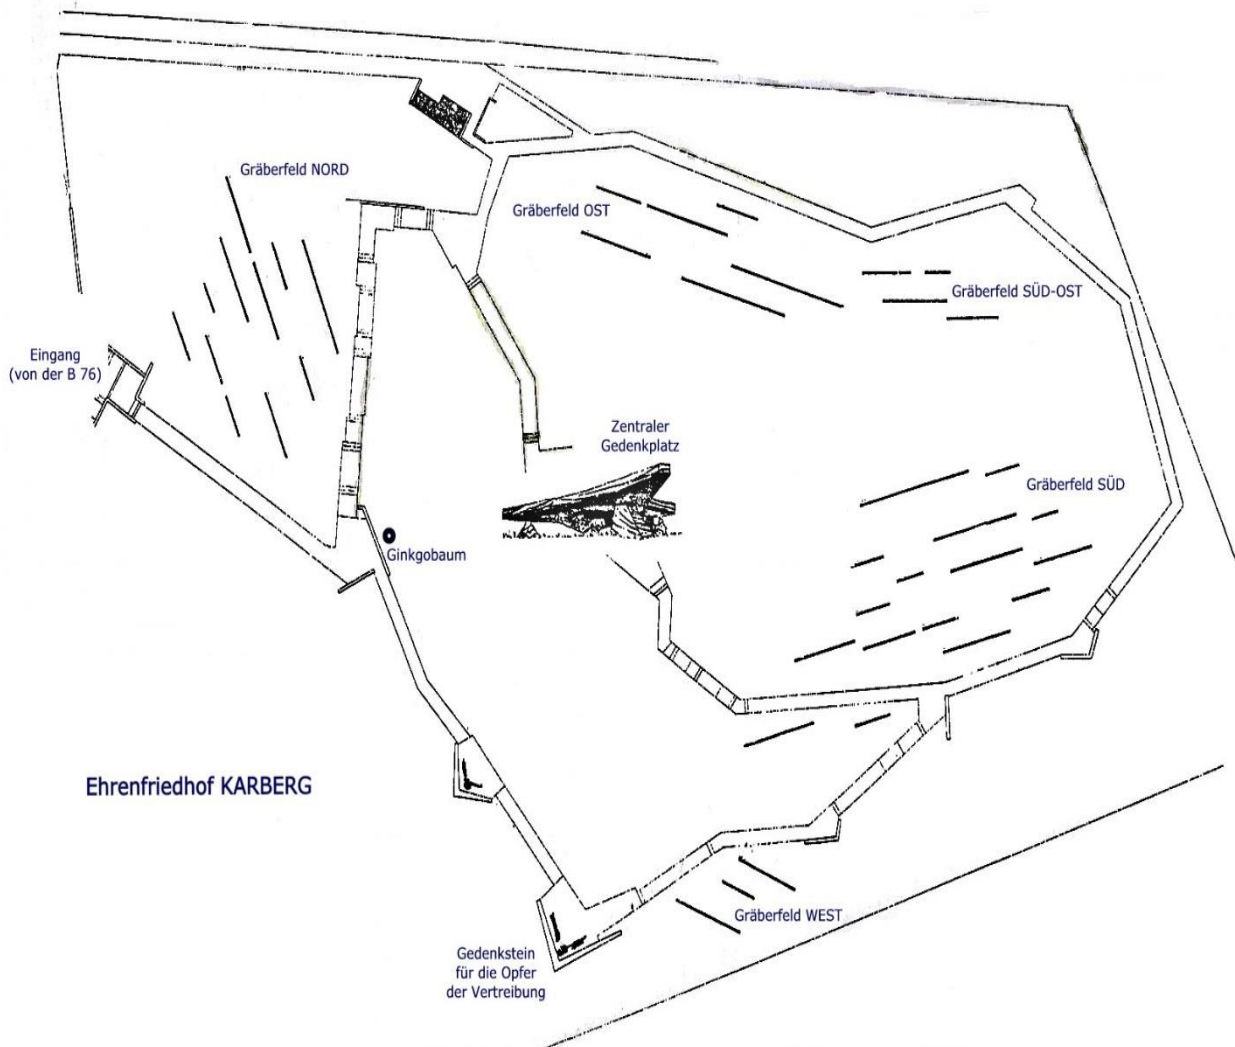 Gräberfeld NORD
Gräberfeld OST
Gräberfeld SÜD-OST
Eingang
(von der B 76)
Zentraler
Gedenkplatz
Gräberfeld SÜD
Ginkgobaum
Ehrenfriedhof KARBERG
Gräberfeld WEST
Gedenkstein
für die Opfer
der Vertreibung